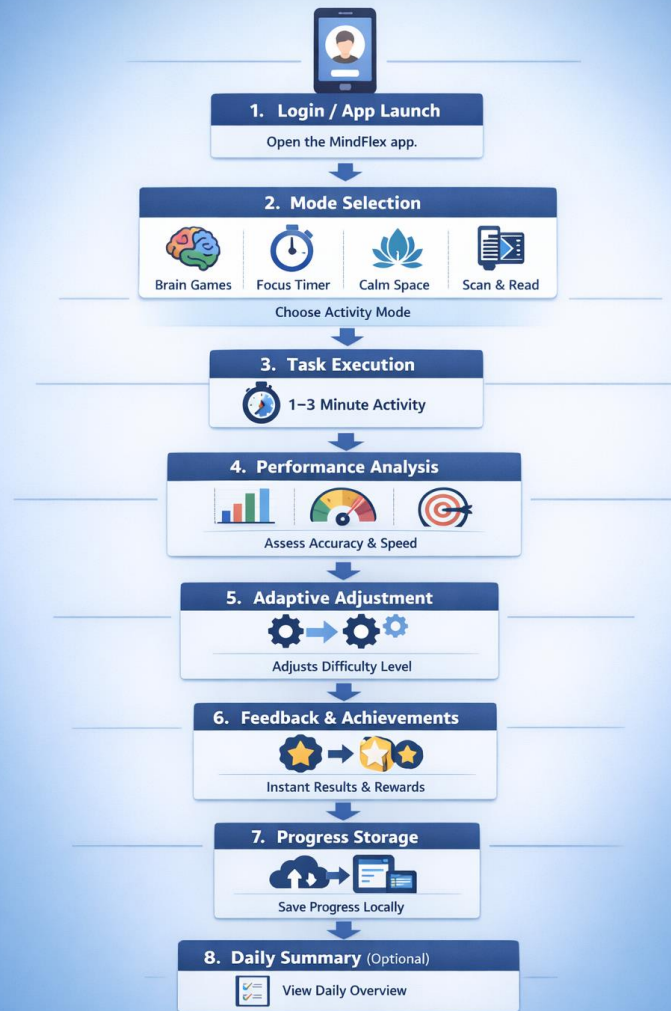 1. Login / App Launch
Open the MindFlex app.
2. Mode Selection
Brain Games Focus Timer Calm Space Scan & Read
Choose Activity Mode
3. Task Execution
1–3 Minute Activity
4. Performance Analysis
Assess Accuracy & Speed
5. Adaptive Adjustment
Adjusts Difficulty Level
6. Feedback & Achievements
Instant Results & Rewards
7. Progress Storage
Save Progress Locally
8. Daily Summary (Optional)
View Daily Overview